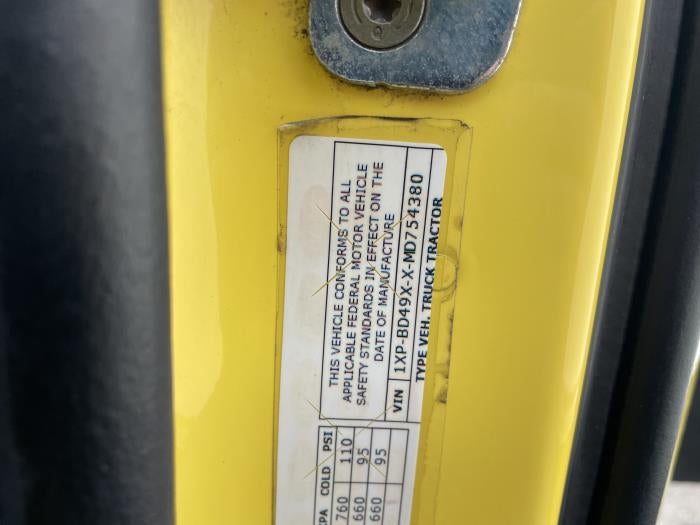 THIS VEHICLE CONFORMS TO ALL
APPLICABLE FEDERAL MOTOR VEHICLE
SAFETY STANDARDS IN EFFECT ON THE
DATE OF MANUFACTURE
VIN 1XP-BD49X-X-MD754380
TYPE VEH. TRUCK TRACTOR
COLD PSI
760 110
660 95
660 95